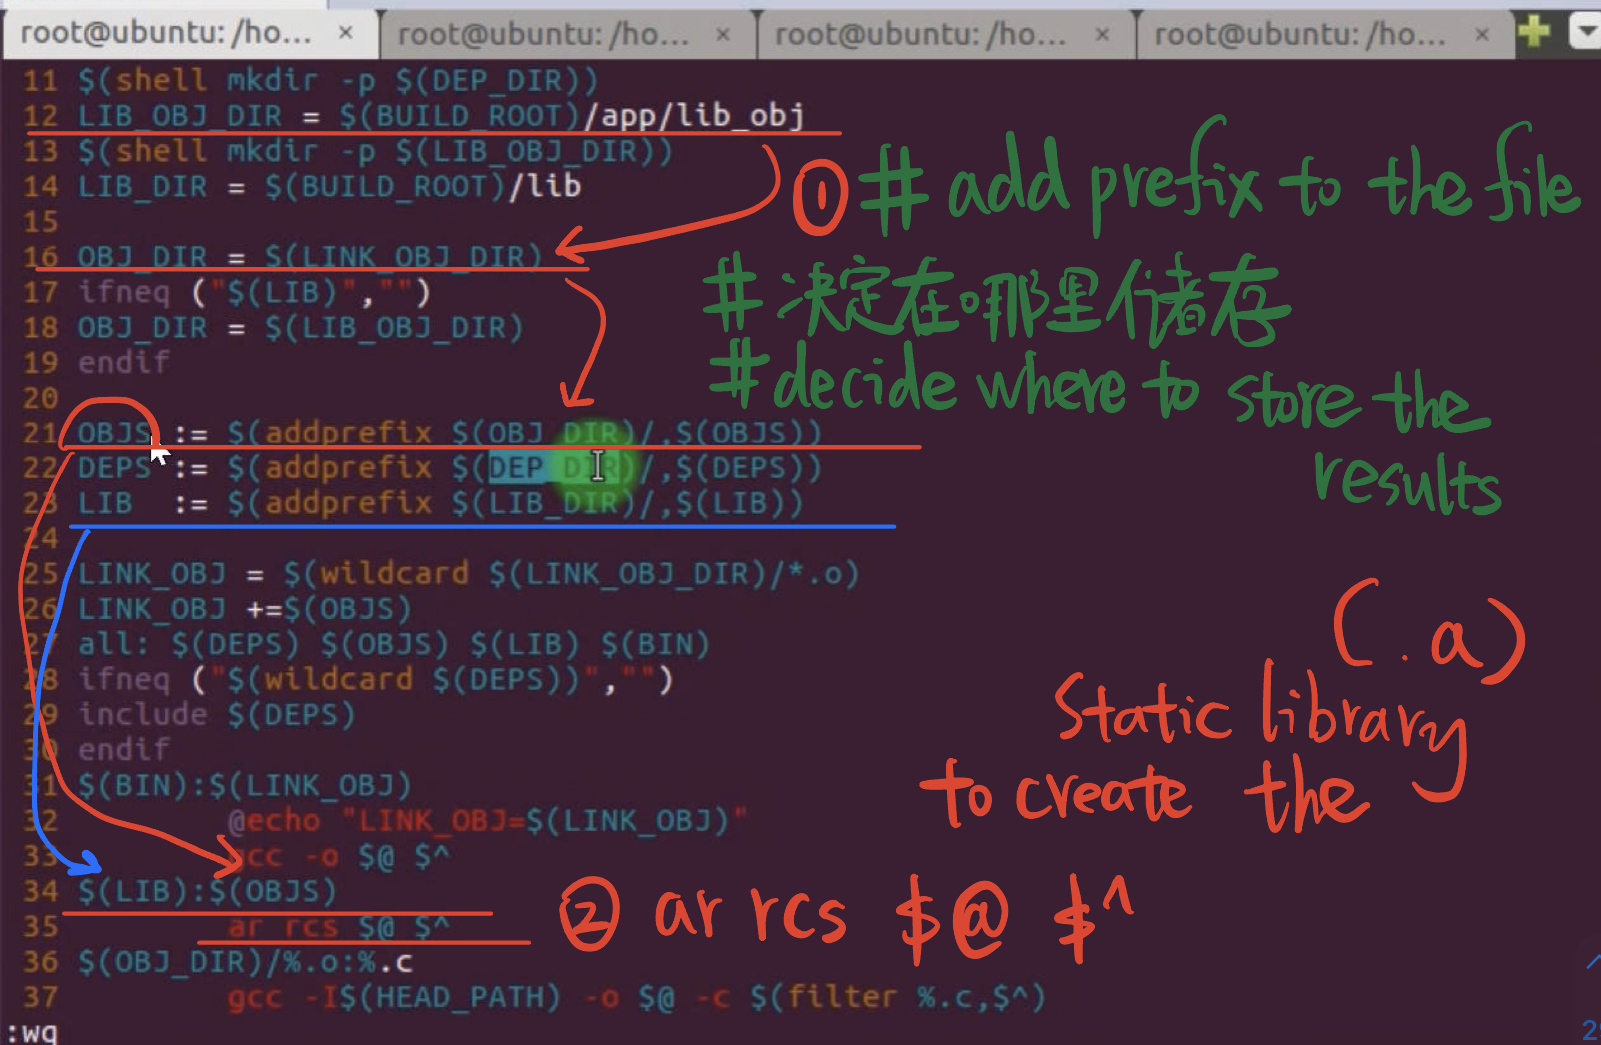 root@ubuntu: /ho... × root@ubuntu: /ho... × root@ubuntu: /ho... × root@ubuntu: /ho... ×
11 $(shell mkdir -p $(DEP_DIR))
12 LIB_OBJ_DIR = $(BUILD_ROOT)/app/lib_obj
13 $(shell mkdir -p $(LIB_OBJ_DIR))
14 LIB_DIR = $(BUILD_ROOT)/lib
15
16 OBJ_DIR = $(LINK_OBJ_DIR)
17 ifneq ("$(LIB)","")
18 OBJ_DIR = $(LIB_OBJ_DIR)
19 endif
20
21 OBJS := $(addprefix $(OBJ_DIR)/,$(OBJS))
22 DEPS := $(addprefix $(DEP_DIR)/,$(DEPS))
23 LIB := $(addprefix $(LIB_DIR)/,$(LIB))
24
25 LINK_OBJ = $(wildcard $(LINK_OBJ_DIR)/*.o)
26 LINK_OBJ +=$(OBJS)
27 all: $(DEPS) $(OBJS) $(LIB) $(BIN)
28 ifneq ("$(wildcard $(DEPS))","")
29 include $(DEPS)
30 endif
31 $(BIN):$(LINK_OBJ)
32 @echo "LINK_OBJ=$(LINK_OBJ)"
33 gcc -o $@ $^
34 $(LIB):$(OBJS)
35 ar rcs $@ $^
36 $(OBJ_DIR)/%.o:%.c
37 gcc -I$(HEAD_PATH) -o $@ -c $(filter %.c,$^)
:wq
① # add prefix to the file
# 决定在哪里储存
# decide where to store the
results
(.a)
Static library
to create the
② ar rcs $@ $^